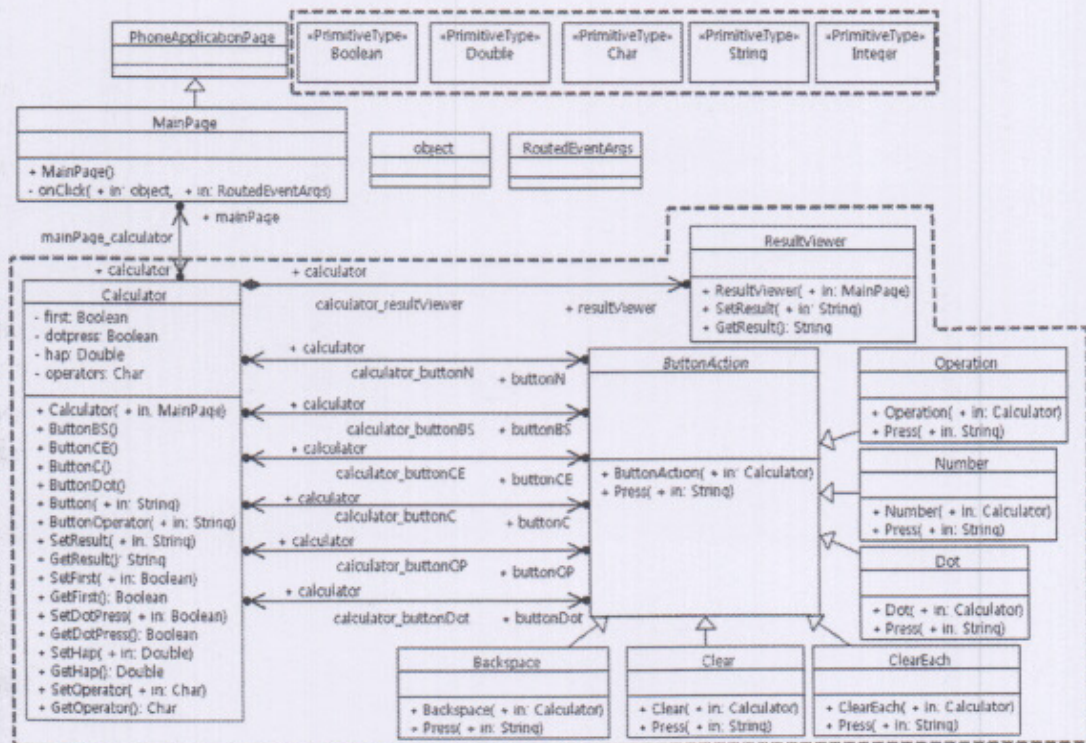 PhoneApplicationPage
«PrimitiveType»
Boolean
«PrimitiveType»
Double
«PrimitiveType»
Char
«PrimitiveType»
String
«PrimitiveType»
Integer
MainPage
+ MainPage()
- onClick( + in: object, + in: RoutedEventArgs)
object
RoutedEventArgs
+ mainPage
mainPage_calculator
+ calculator
Calculator
- first: Boolean
- dotpress: Boolean
- hap: Double
- operators: Char
+ Calculator( + in: MainPage)
+ ButtonBS()
+ ButtonCE()
+ ButtonC()
+ ButtonDot()
+ Button( + in: String)
+ ButtonOperator( + in: String)
+ SetResult( + in: String)
+ GetResult(): String
+ SetFirst( + in: Boolean)
+ GetFirst(): Boolean
+ SetDotPress( + in: Boolean)
+ GetDotPress(): Boolean
+ SetHap( + in: Double)
+ GetHap(): Double
+ SetOperator( + in: Char)
+ GetOperator(): Char
+ calculator
calculator_resultViewer
+ resultViewer
ResultViewer
+ ResultViewer( + in: MainPage)
+ SetResult( + in: String)
+ GetResult(): String
+ calculator
calculator_buttonN
+ buttonN
+ calculator
calculator_buttonBS
+ buttonBS
+ calculator
calculator_buttonCE
+ buttonCE
+ calculator
calculator_buttonC
+ buttonC
+ calculator
calculator_buttonOP
+ buttonOP
+ calculator
calculator_buttonDot
+ buttonDot
ButtonAction
+ ButtonAction( + in: Calculator)
+ Press( + in: String)
Operation
+ Operation( + in: Calculator)
+ Press( + in: String)
Number
+ Number( + in: Calculator)
+ Press( + in: String)
Dot
+ Dot( + in: Calculator)
+ Press( + in: String)
Backspace
+ Backspace( + in: Calculator)
+ Press( + in: String)
Clear
+ Clear( + in: Calculator)
+ Press( + in: String)
ClearEach
+ ClearEach( + in: Calculator)
+ Press( + in: String)